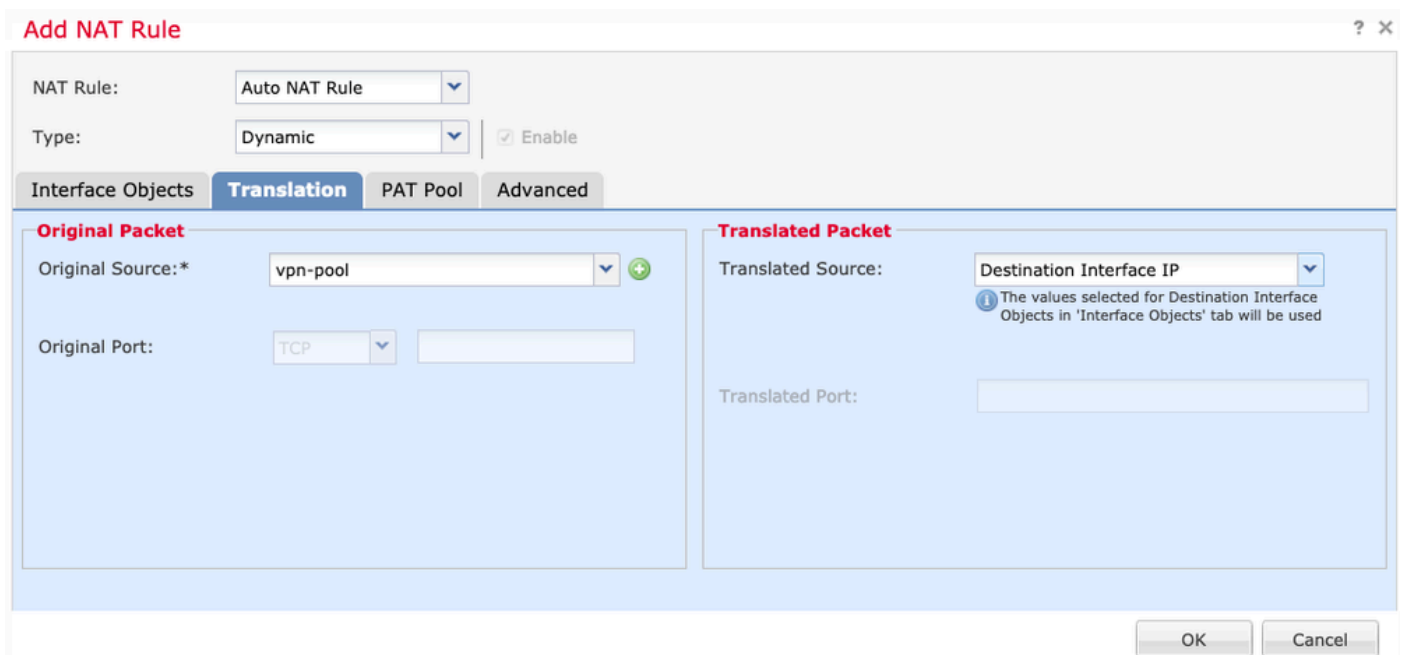 Add NAT Rule
? ×
NAT Rule:
Auto NAT Rule
Type:
Dynamic
Enable
Interface Objects
Translation
PAT Pool
Advanced
Original Packet
Original Source:*
vpn-pool
Original Port:
TCP
Translated Packet
Translated Source:
Destination Interface IP
The values selected for Destination Interface
Objects in 'Interface Objects' tab will be used
Translated Port:
OK
Cancel